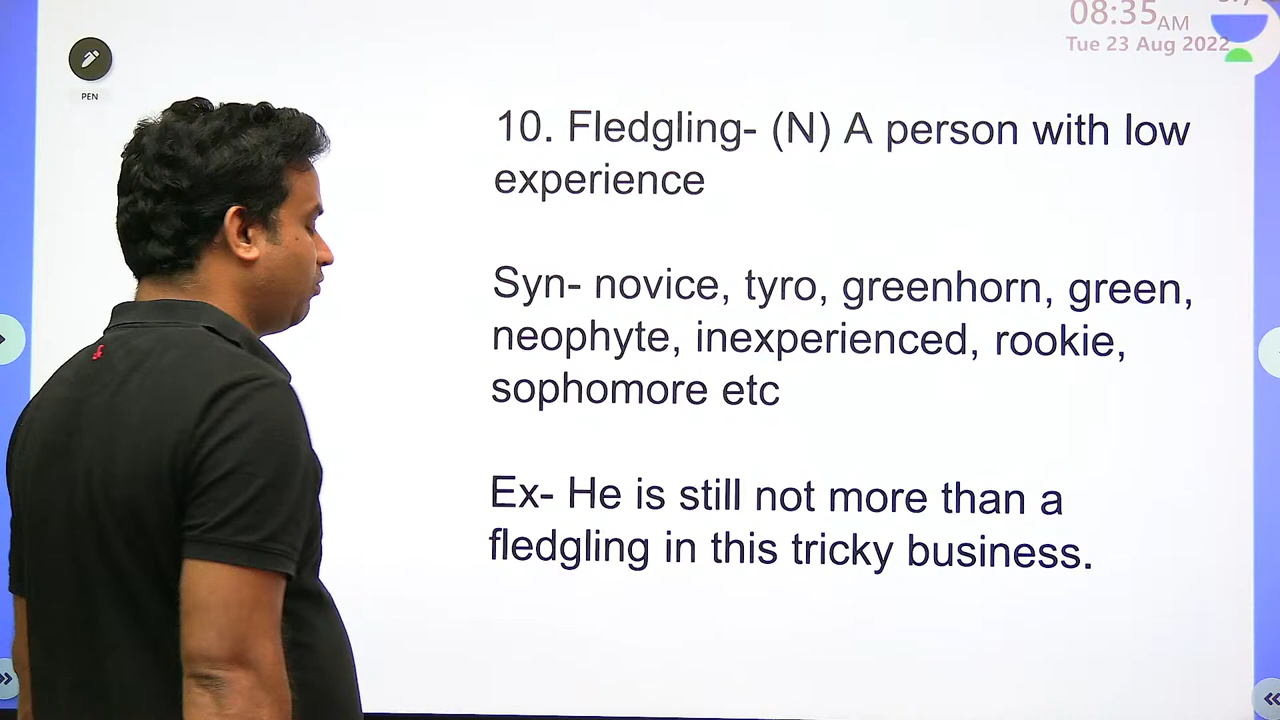 08:35AM
Tue 23 Aug 2022
PEN
10. Fledgling- (N) A person with low
experience
Syn- novice, tyro, greenhorn, green,
neophyte, inexperienced, rookie,
sophomore etc
Ex- He is still not more than a
fledgling in this tricky business.